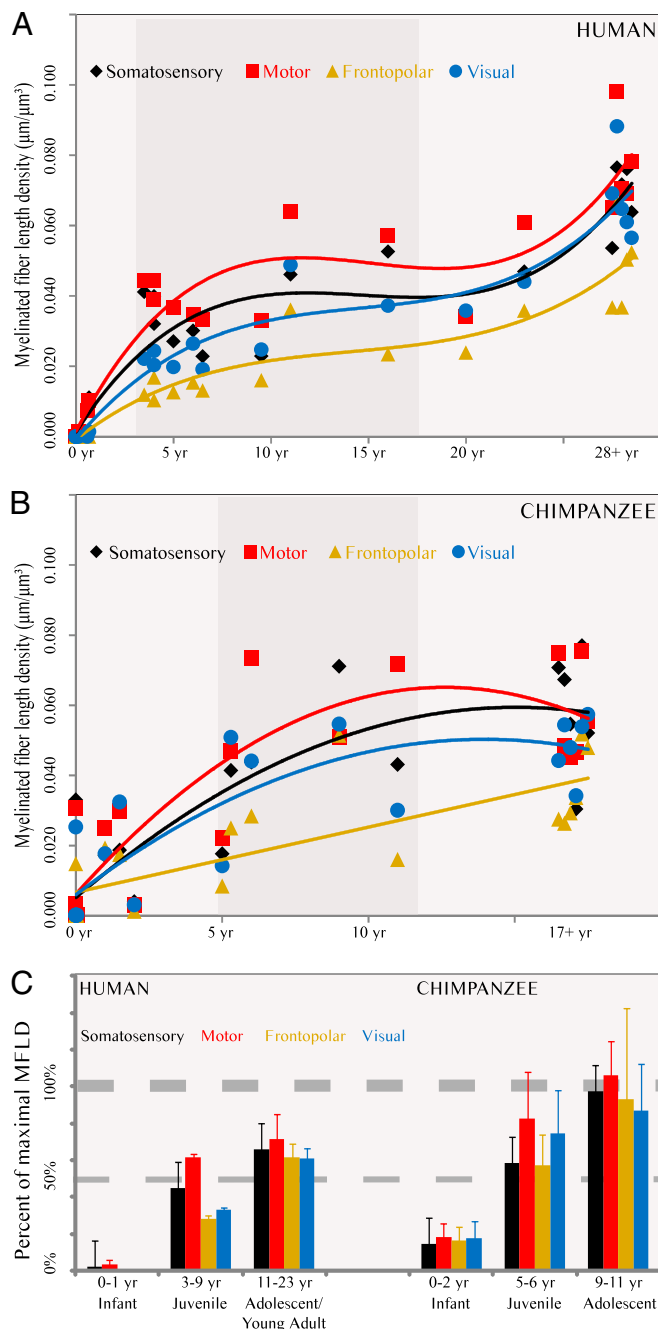 A
HUMAN
Somatosensory Motor Frontopolar Visual
Myelinated fiber length density (μm/μm³)
0.100
0.080
0.060
0.040
0.020
0.000
0 yr 5 yr 10 yr 15 yr 20 yr 28+ yr
B
CHIMPANZEE
Somatosensory Motor Frontopolar Visual
Myelinated fiber length density (μm/μm³)
0.100
0.080
0.060
0.040
0.020
0.000
0 yr 5 yr 10 yr 17+ yr
C
HUMAN CHIMPANZEE
Somatosensory Motor Frontopolar Visual
Percent of maximal MFLD
100%
50%
0%
0-1 yr 3-9 yr 11-23 yr 0-2 yr 5-6 yr 9-11 yr
Infant Juvenile Adolescent/ Infant Juvenile Adolescent
Young Adult